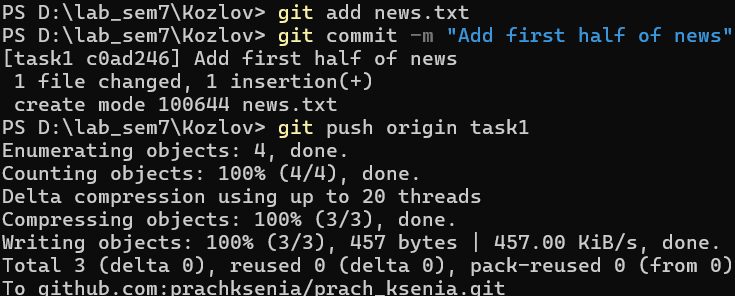 PS D:\lab_sem7\Kozlov> git add news.txt
PS D:\lab_sem7\Kozlov> git commit -m "Add first half of news"
[task1 c0ad246] Add first half of news
 1 file changed, 1 insertion(+)
 create mode 100644 news.txt
PS D:\lab_sem7\Kozlov> git push origin task1
Enumerating objects: 4, done.
Counting objects: 100% (4/4), done.
Delta compression using up to 20 threads
Compressing objects: 100% (3/3), done.
Writing objects: 100% (3/3), 457 bytes | 457.00 KiB/s, done.
Total 3 (delta 0), reused 0 (delta 0), pack-reused 0 (from 0)
To github.com:prachksenia/prach_ksenia.git